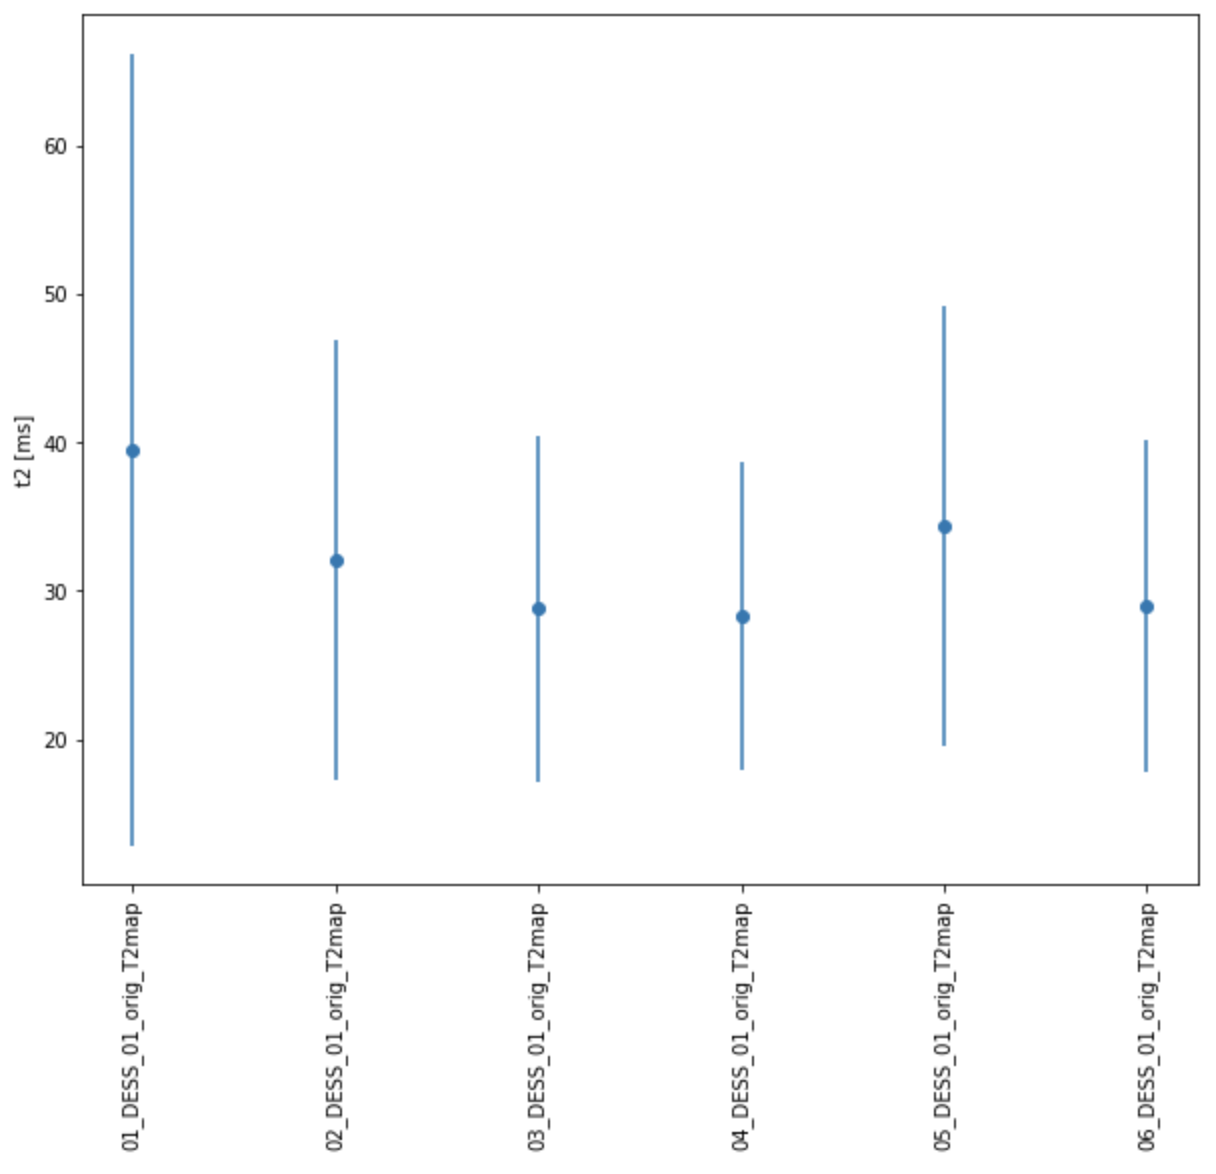 60
50
40
30
20
t2 [ms]
01_DESS_01_orig_T2map
02_DESS_01_orig_T2map
03_DESS_01_orig_T2map
04_DESS_01_orig_T2map
05_DESS_01_orig_T2map
06_DESS_01_orig_T2map